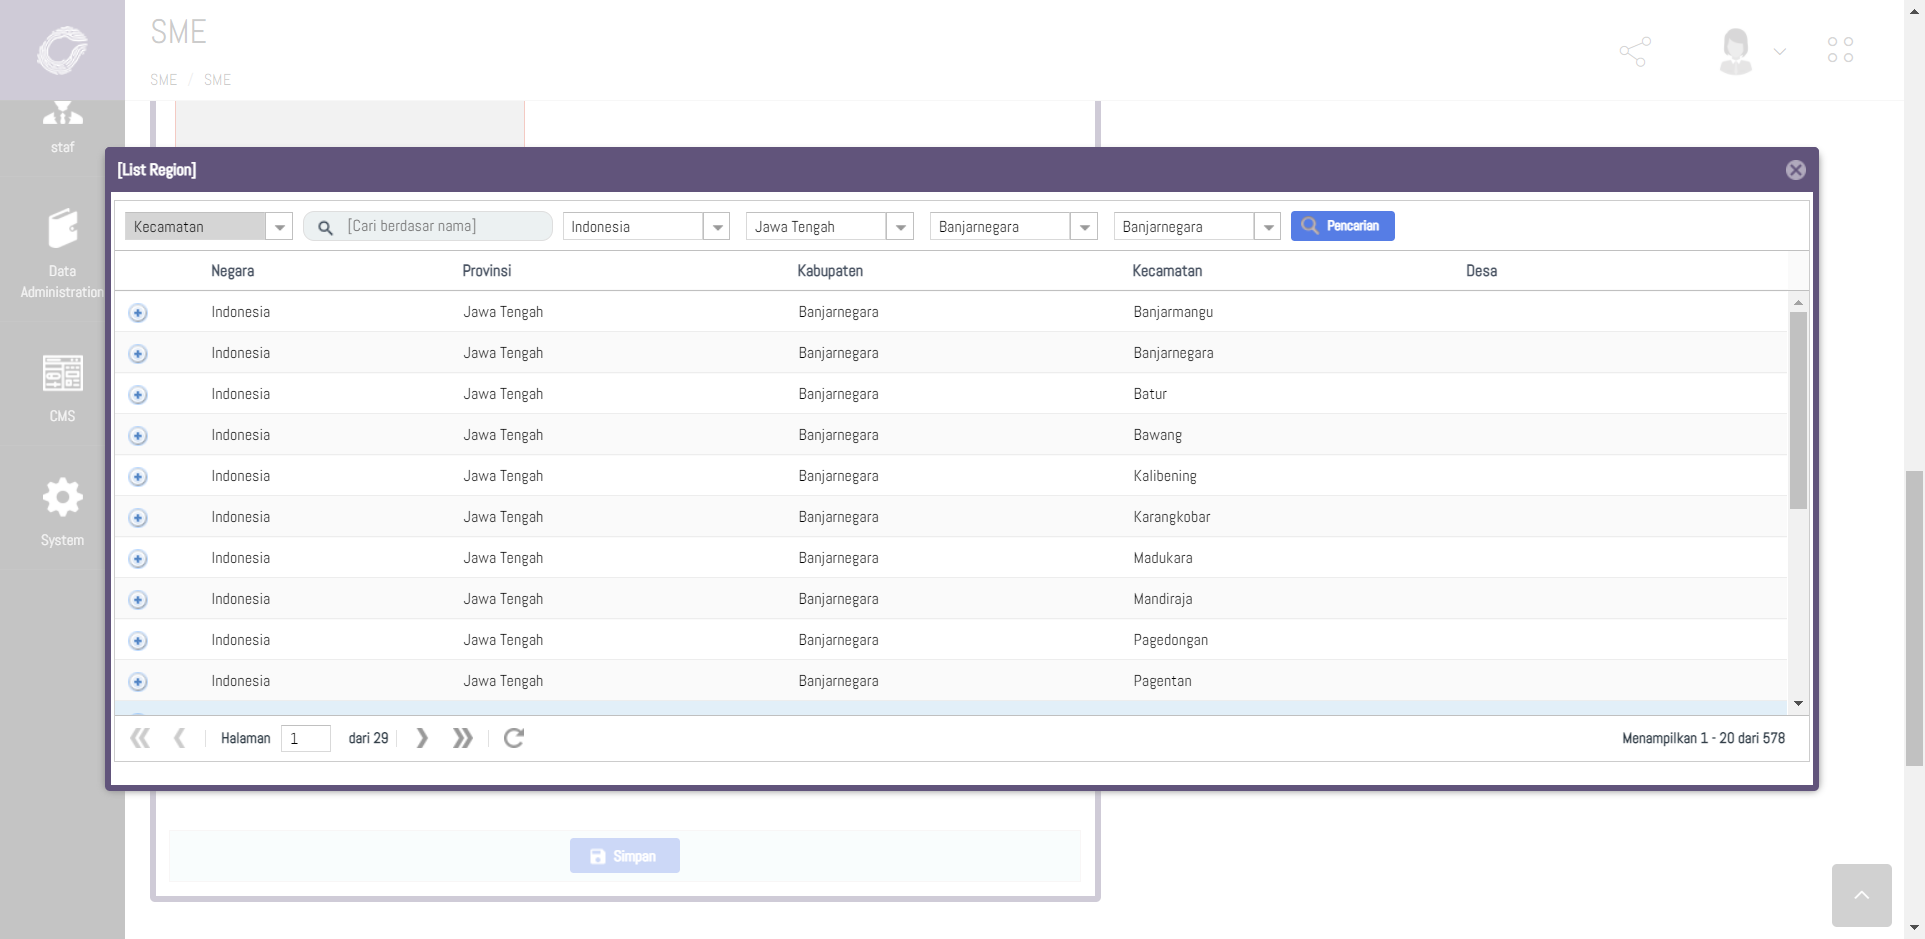 SME
SME / SME
staf
Data
Administration
CMS
System
[List Region]
Kecamatan [Cari berdasar nama] Indonesia Jawa Tengah Banjarnegara Banjarnegara Pencarian
Negara Provinsi Kabupaten Kecamatan Desa
Indonesia Jawa Tengah Banjarnegara Banjarmangu
Indonesia Jawa Tengah Banjarnegara Banjarnegara
Indonesia Jawa Tengah Banjarnegara Batur
Indonesia Jawa Tengah Banjarnegara Bawang
Indonesia Jawa Tengah Banjarnegara Kalibening
Indonesia Jawa Tengah Banjarnegara Karangkobar
Indonesia Jawa Tengah Banjarnegara Madukara
Indonesia Jawa Tengah Banjarnegara Mandiraja
Indonesia Jawa Tengah Banjarnegara Pagedongan
Indonesia Jawa Tengah Banjarnegara Pagentan
Halaman 1 dari 29 Menampilkan 1 - 20 dari 578
Simpan